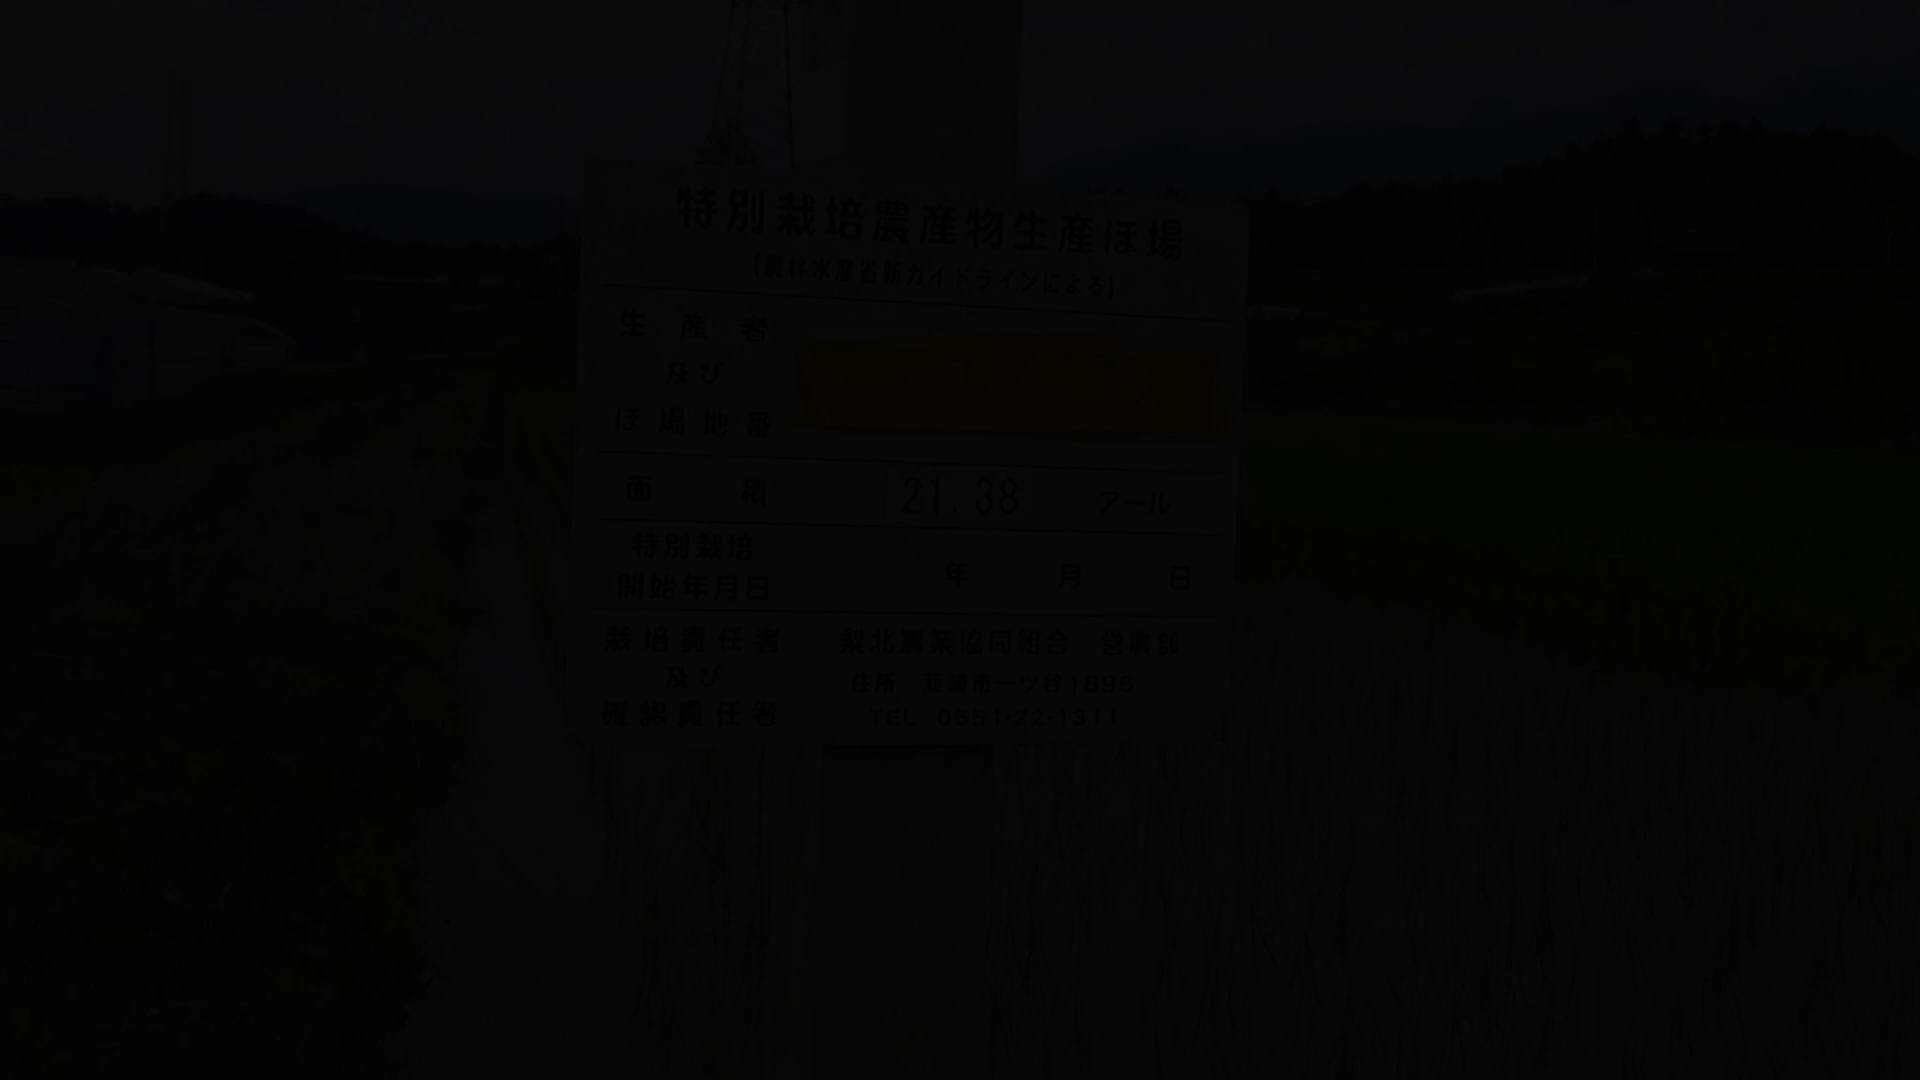 特別栽培農産物生産ほ場
(農林水産省新ガイドラインによる)
生産者
及び
ほ場地番
面積 21.38 アール
特別栽培
開始年月日 年 月 日
栽培責任者
及び
確認責任者
梨北農業協同組合 営農部
住所 韮崎市一ツ谷1895
TEL 0551-22-1311